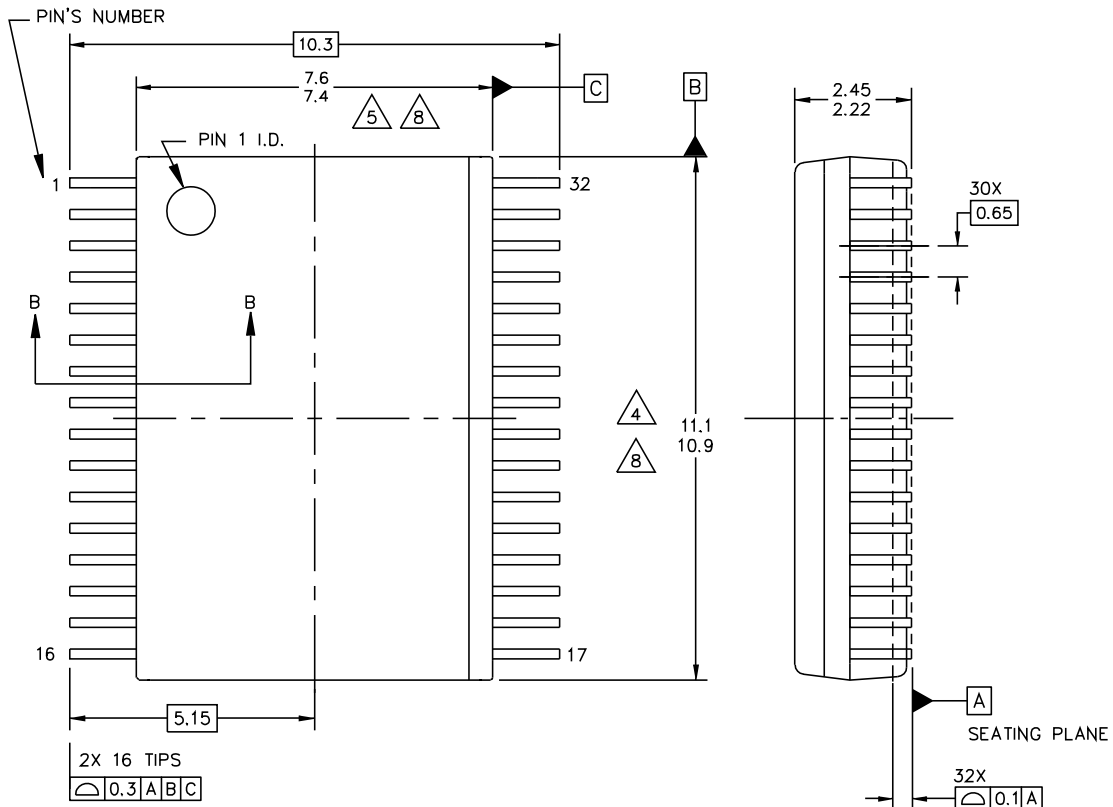 PIN'S NUMBER
10.3
7.6
7.4
5
8
C
B
2.45
2.22
PIN 1 I.D.
1
32
30X
0.65
B
B
4
8
11.1
10.9
16
17
5.15
A
SEATING PLANE
2X 16 TIPS
0.3 A B C
32X
0.1 A